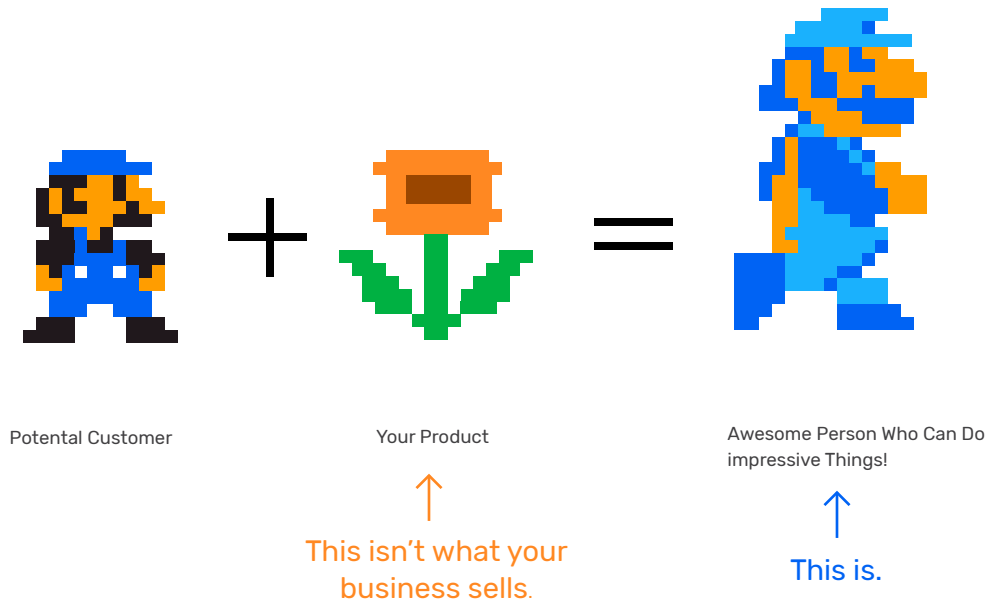 Potental Customer
Your Product
Awesome Person Who Can Do
impressive Things!
This isn't what your
business sells.
This is.